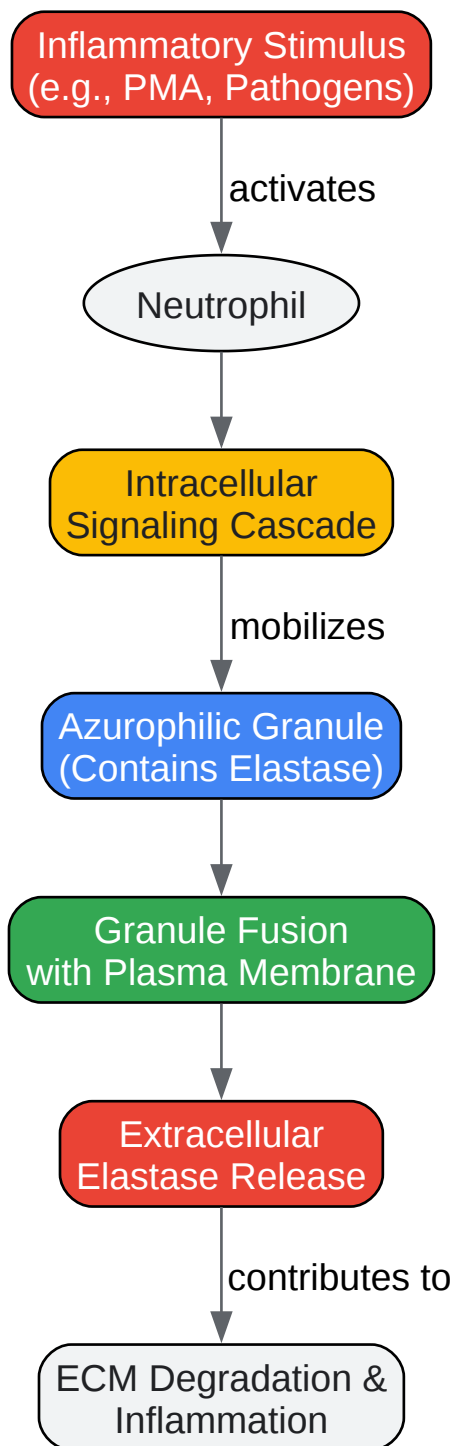 Inflammatory Stimulus
(e.g., PMA, Pathogens)
activates
Neutrophil
Intracellular
Signaling Cascade
mobilizes
Azurophilic Granule
(Contains Elastase)
Granule Fusion
with Plasma Membrane
Extracellular
Elastase Release
contributes to
ECM Degradation &
Inflammation